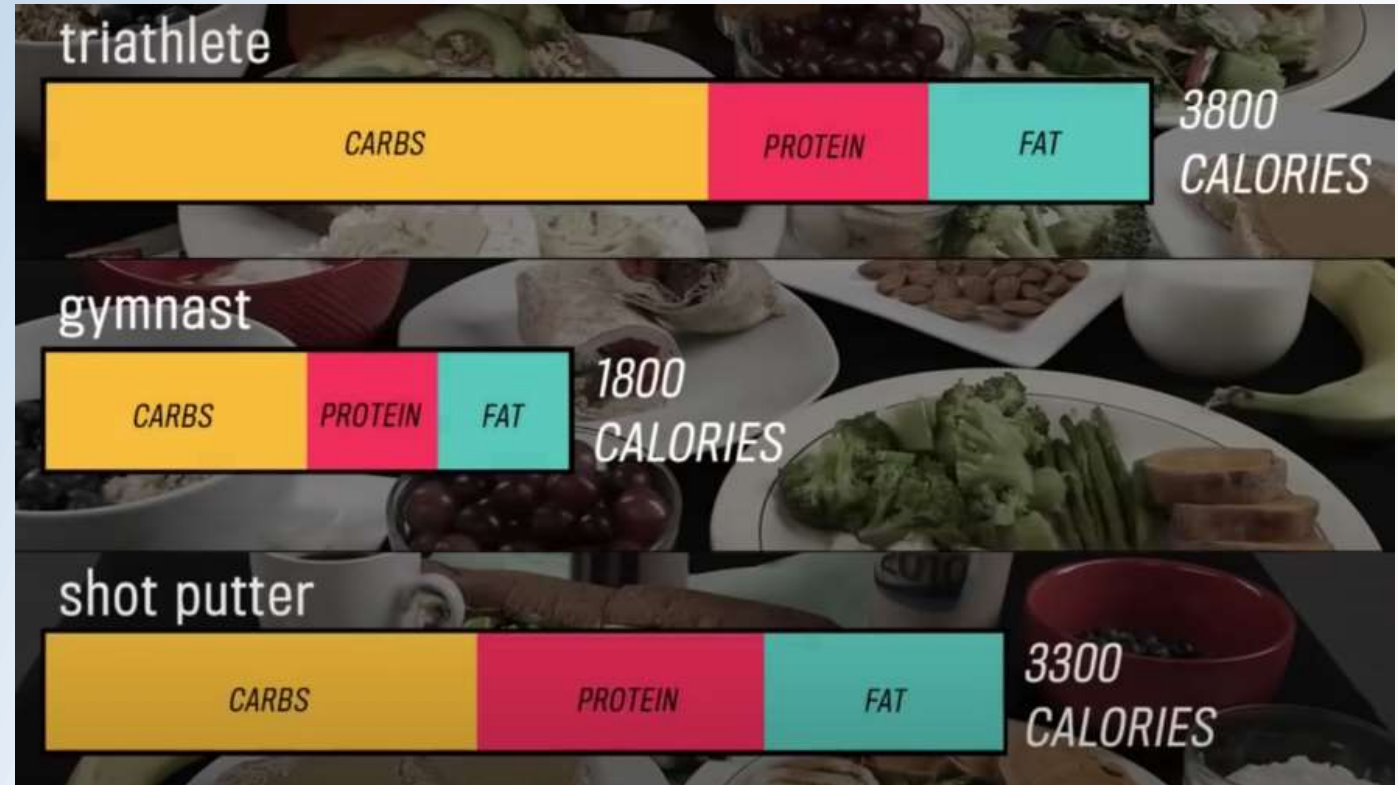 triathlete
CARBS PROTEIN FAT
3800
CALORIES
gymnast
CARBS PROTEIN FAT
1800
CALORIES
shot putter
CARBS PROTEIN FAT
3300
CALORIES